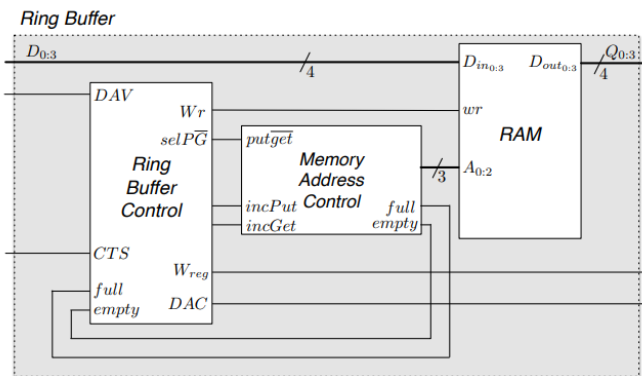 Ring Buffer
D0:3
4
Din0:3
Dout0:3
Q0:3
4
DAV
Wr
wr
selPG̅
putg̅e̅t̅
RAM
Ring
Buffer
Control
Memory
Address
Control
3
A0:2
incPut
incGet
full
empty
CTS
Wreg
full
empty
DAC